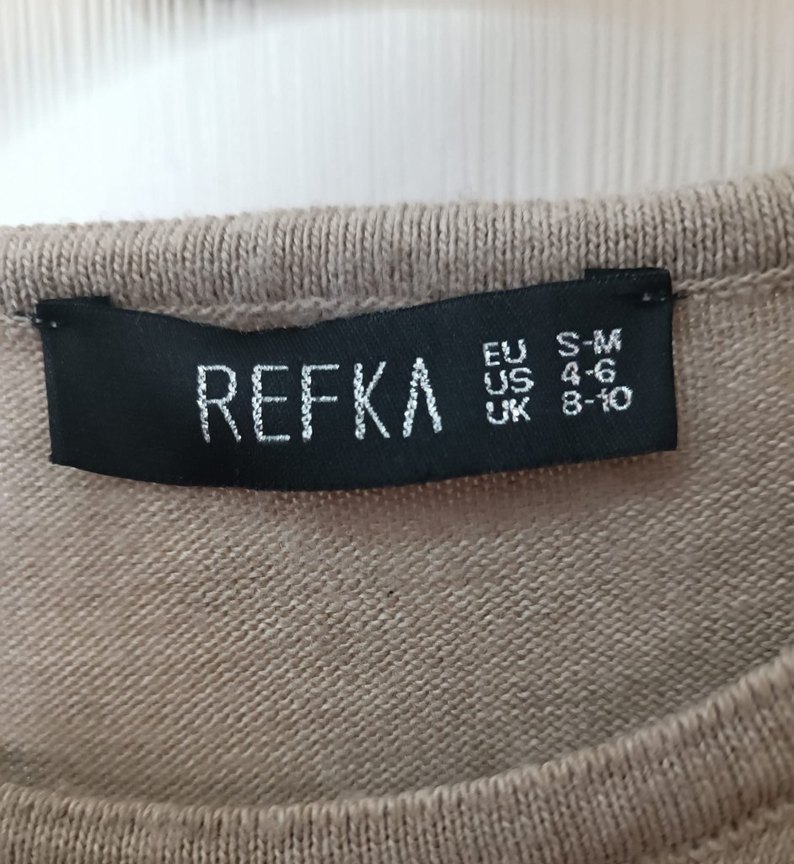 REFKA
EU S-M
US 4-6
UK 8-10